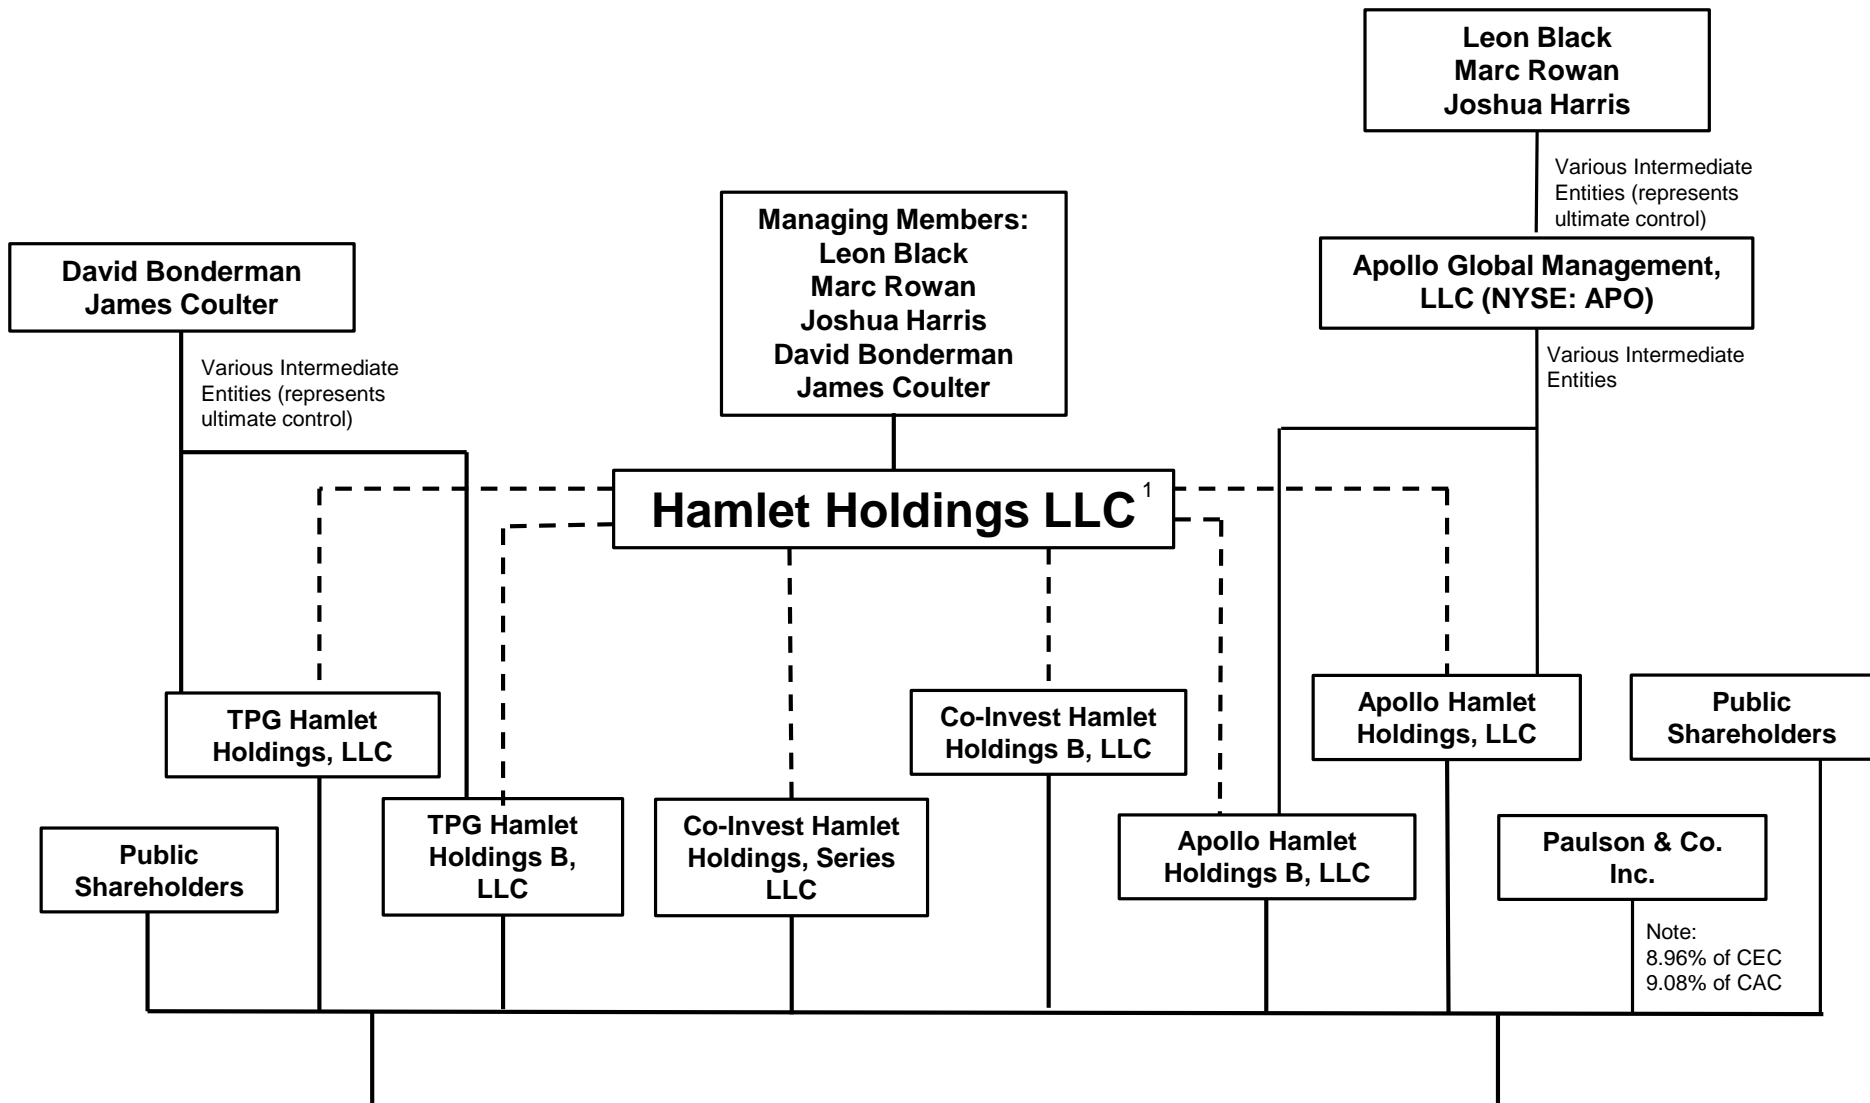 Leon Black
Marc Rowan
Joshua Harris
Various Intermediate
Entities (represents
ultimate control)
Managing Members:
Leon Black
Marc Rowan
Joshua Harris
David Bonderman
James Coulter
David Bonderman
James Coulter
Apollo Global Management,
LLC (NYSE: APO)
Various Intermediate
Entities (represents
ultimate control)
Various Intermediate
Entities
Hamlet Holdings LLC 1
TPG Hamlet
Holdings, LLC
Co-Invest Hamlet
Holdings B, LLC
Apollo Hamlet
Holdings, LLC
Public
Shareholders
Public
Shareholders
TPG Hamlet
Holdings B,
LLC
Co-Invest Hamlet
Holdings, Series
LLC
Apollo Hamlet
Holdings B, LLC
Paulson & Co.
Inc.
Note:
8.96% of CEC
9.08% of CAC